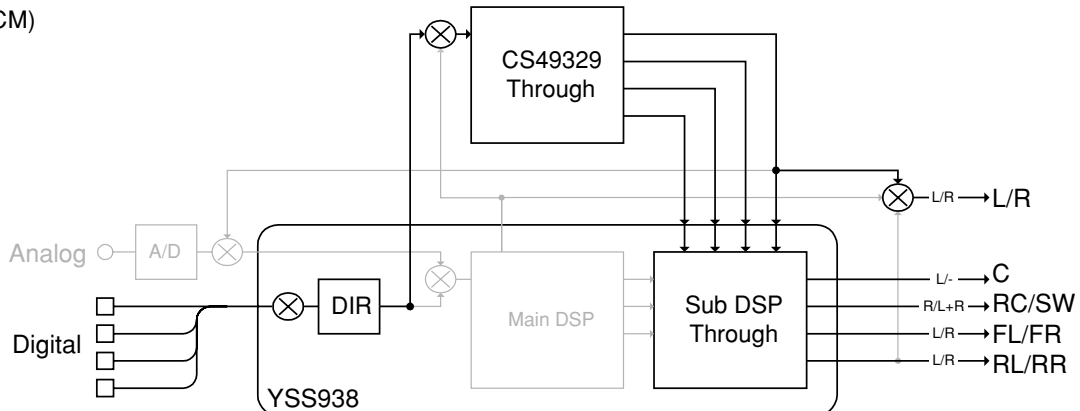 CM)
CS49329
Through
L/R
L/R
Analog
A/D
DIR
Main DSP
Sub DSP
Through
L/-
C
R/L+R
RC/SW
L/R
FL/FR
L/R
RL/RR
Digital
YSS938